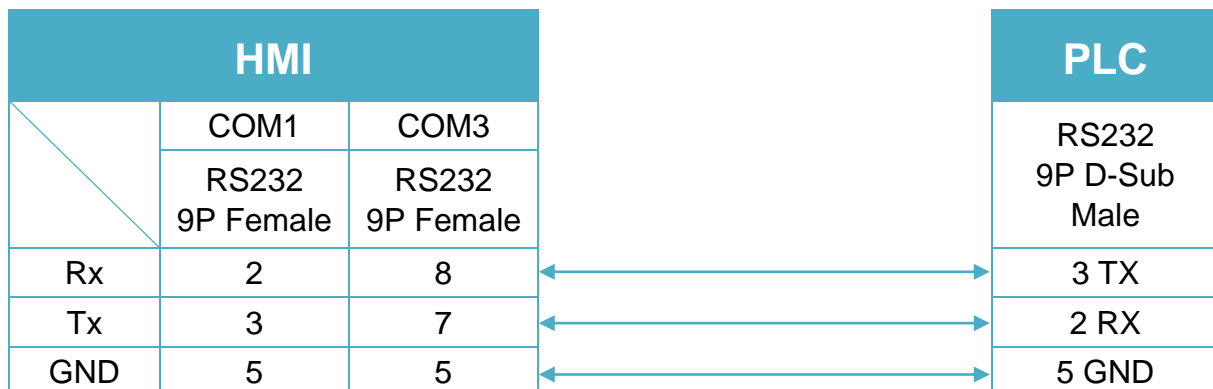 HMI PLC
COM1 COM3 RS232
9P D-Sub
Male
RS232 RS232
9P Female 9P Female
Rx 2 8 3 TX
Tx 3 7 2 RX
GND 5 5 5 GND